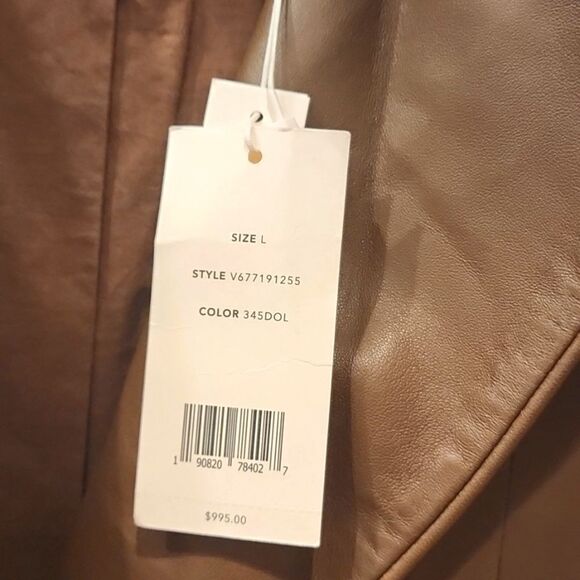 SIZE L
STYLE V677191255
COLOR 345DOL
1 90820 78402 7
$995.00